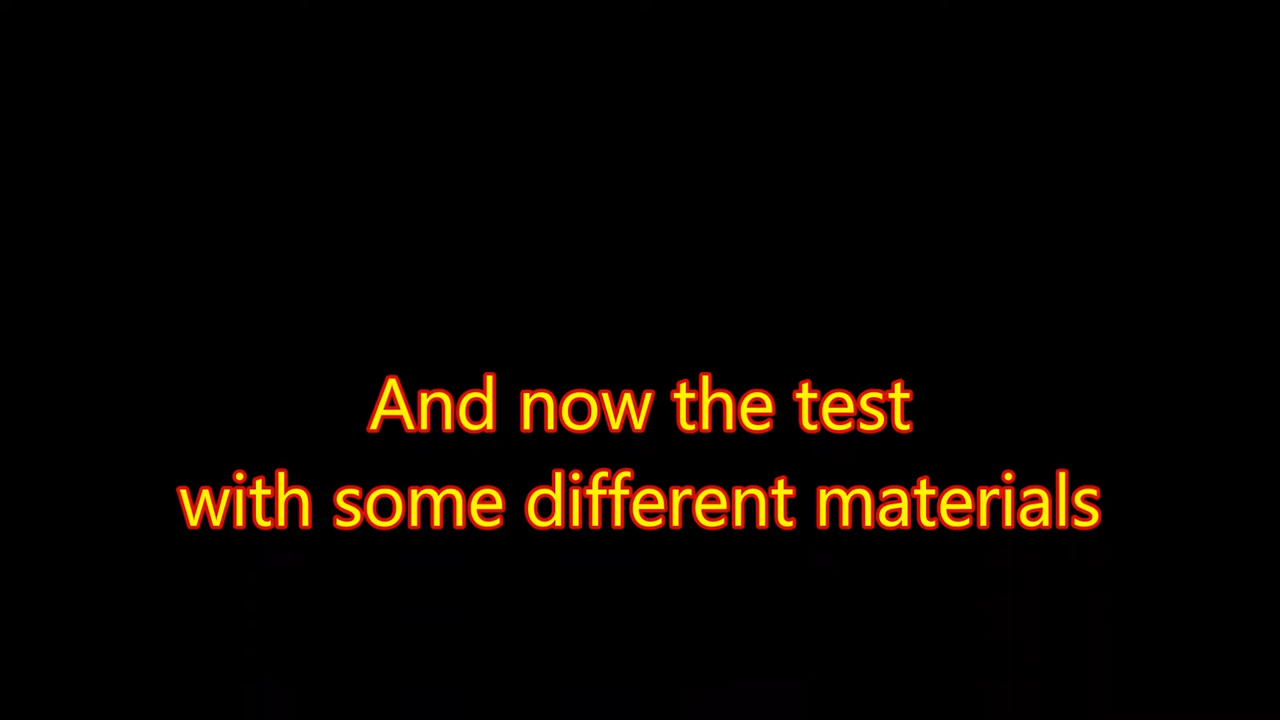 And now the test
with some different materials